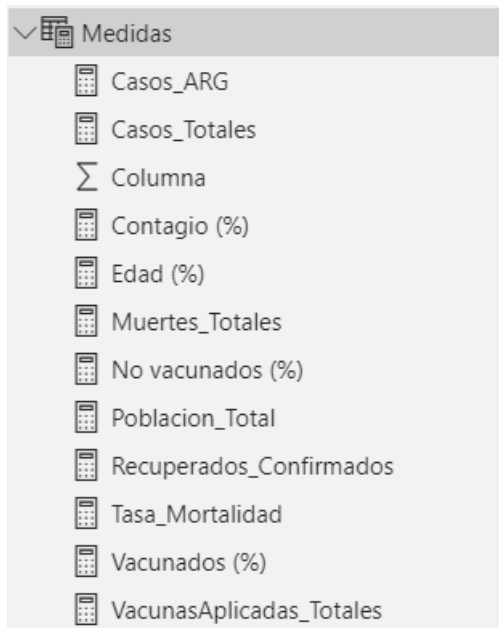 Medidas
Casos_ARG
Casos_Totales
Columna
Contagio (%)
Edad (%)
Muertes_Totales
No vacunados (%)
Poblacion_Total
Recuperados_Confirmados
Tasa_Mortalidad
Vacunados (%)
VacunasAplicadas_Totales